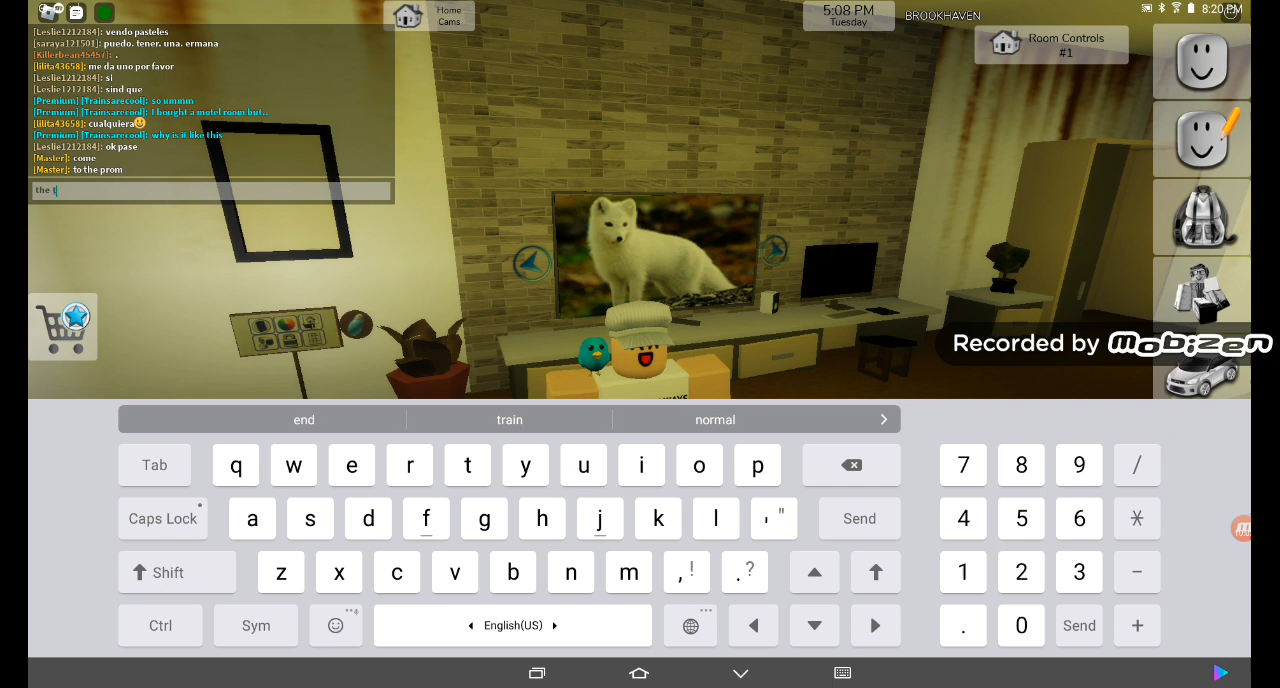 Home
Cams
5:08 PM
Tuesday
BROOKHAVEN
8:20 PM
Room Controls
#1
[Leslie1212184]: vendo pasteles
[saraya121501]: puedo. tener. una. ermana
[Killerbean45457]: .
[lilita43658]: me da uno por favor
[Leslie1212184]: si
[Leslie1212184]: sind que
[Premium] [Trainsarecool]: so ummm
[Premium] [Trainsarecool]: I bought a motel room but..
[lilita43658]: cualquiera
[Premium] [Trainsarecool]: why is it like this
[Leslie1212184]: ok pase
[Master]: come
[Master]: to the prom
the t
Recorded by mobizen
end train normal
Tab q w e r t y u i o p 7 8 9 /
Caps Lock a s d f g h j k l ' " Send 4 5 6 *
Shift z x c v b n m , ! . ? 1 2 3 -
Ctrl Sym English(US) . 0 Send +